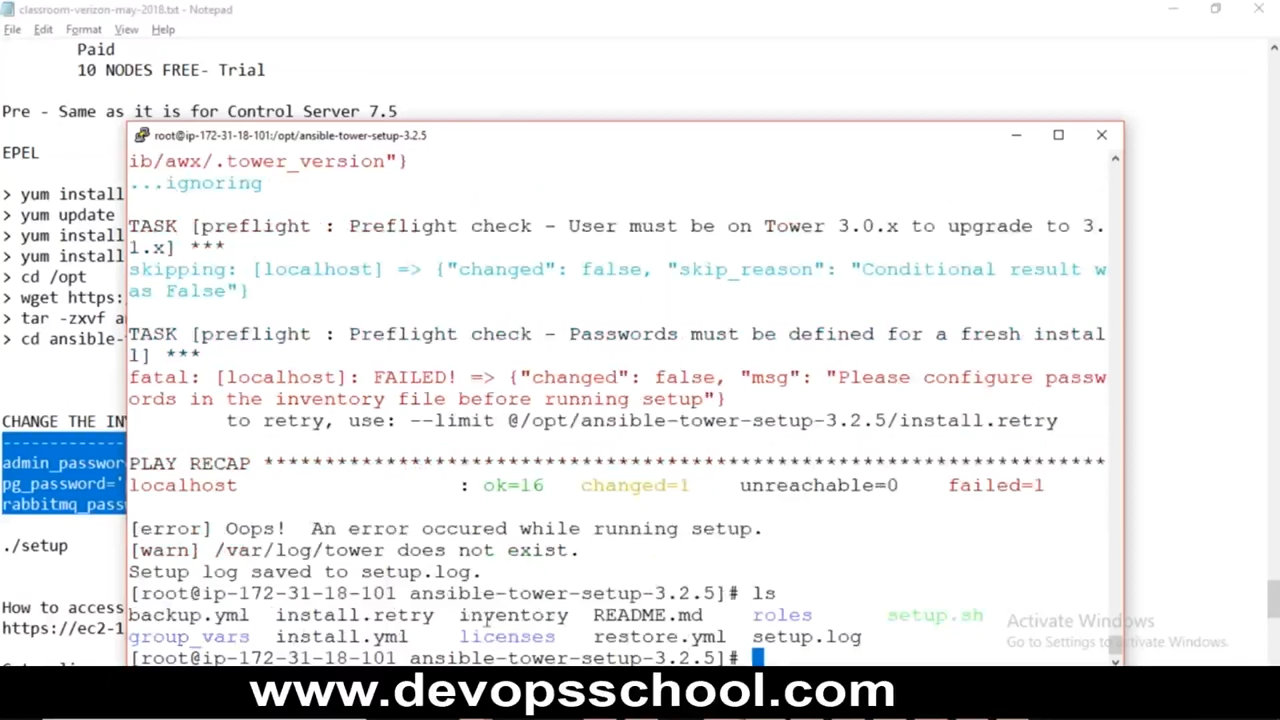 classroom-verizon-may-2018.txt - Notepad
File Edit Format View Help
Paid
10 NODES FREE- Trial
Pre - Same as it is for Control Server 7.5
EPEL
> yum install
> yum update
> yum install
> yum install
> cd /opt
> wget https:
> tar -zxvf
> cd ansible-
CHANGE THE
admin_passwor
pg_password='
rabbitmq_pass
./setup
How to access
https://ec2-1
root@ip-172-31-18-101:/opt/ansible-tower-setup-3.2.5
ib/awx/.tower_version"}
...ignoring
TASK [preflight : Preflight check - User must be on Tower 3.0.x to upgrade to 3.
1.x] ***
skipping: [localhost] => {"changed": false, "skip_reason": "Conditional result w
as False"}
TASK [preflight : Preflight check - Passwords must be defined for a fresh instal
l] ***
fatal: [localhost]: FAILED! => {"changed": false, "msg": "Please configure passw
ords in the inventory file before running setup"}
to retry, use: --limit @/opt/ansible-tower-setup-3.2.5/install.retry
PLAY RECAP *********************************************************************
localhost : ok=16 changed=1 unreachable=0 failed=1
[error] Oops! An error occured while running setup.
[warn] /var/log/tower does not exist.
Setup log saved to setup.log.
[root@ip-172-31-18-101 ansible-tower-setup-3.2.5]# ls
backup.yml install.retry inventory README.md roles setup.sh
group_vars install.yml licenses restore.yml setup.log
[root@ip-172-31-18-101 ansible-tower-setup-3.2.5]#
Activate Windows
Go to Settings to activate Windows.
www.devopsschool.com